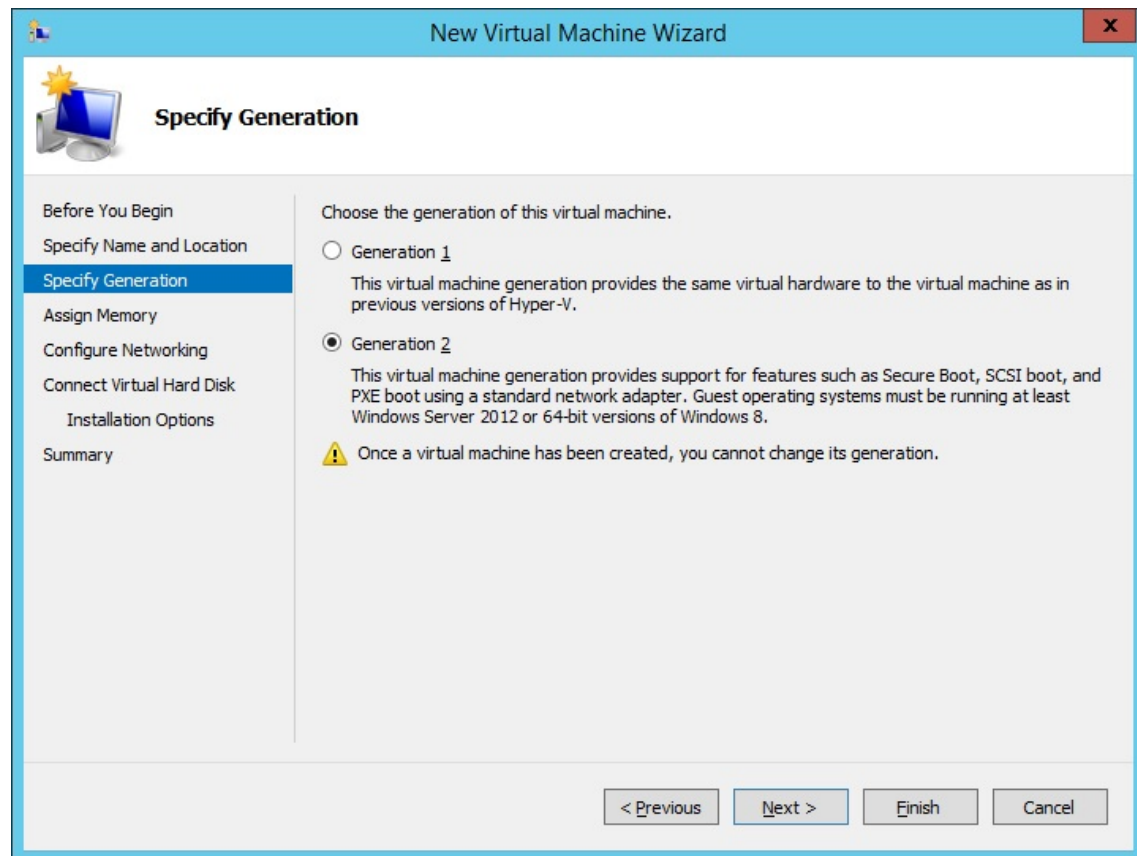 New Virtual Machine Wizard
x
Specify Generation
Before You Begin
Specify Name and Location
Specify Generation
Assign Memory
Configure Networking
Connect Virtual Hard Disk
Installation Options
Summary
Choose the generation of this virtual machine.
Generation 1
This virtual machine generation provides the same virtual hardware to the virtual machine as in
previous versions of Hyper-V.
Generation 2
This virtual machine generation provides support for features such as Secure Boot, SCSI boot, and
PXE boot using a standard network adapter. Guest operating systems must be running at least
Windows Server 2012 or 64-bit versions of Windows 8.
Once a virtual machine has been created, you cannot change its generation.
< Previous
Next >
Finish
Cancel